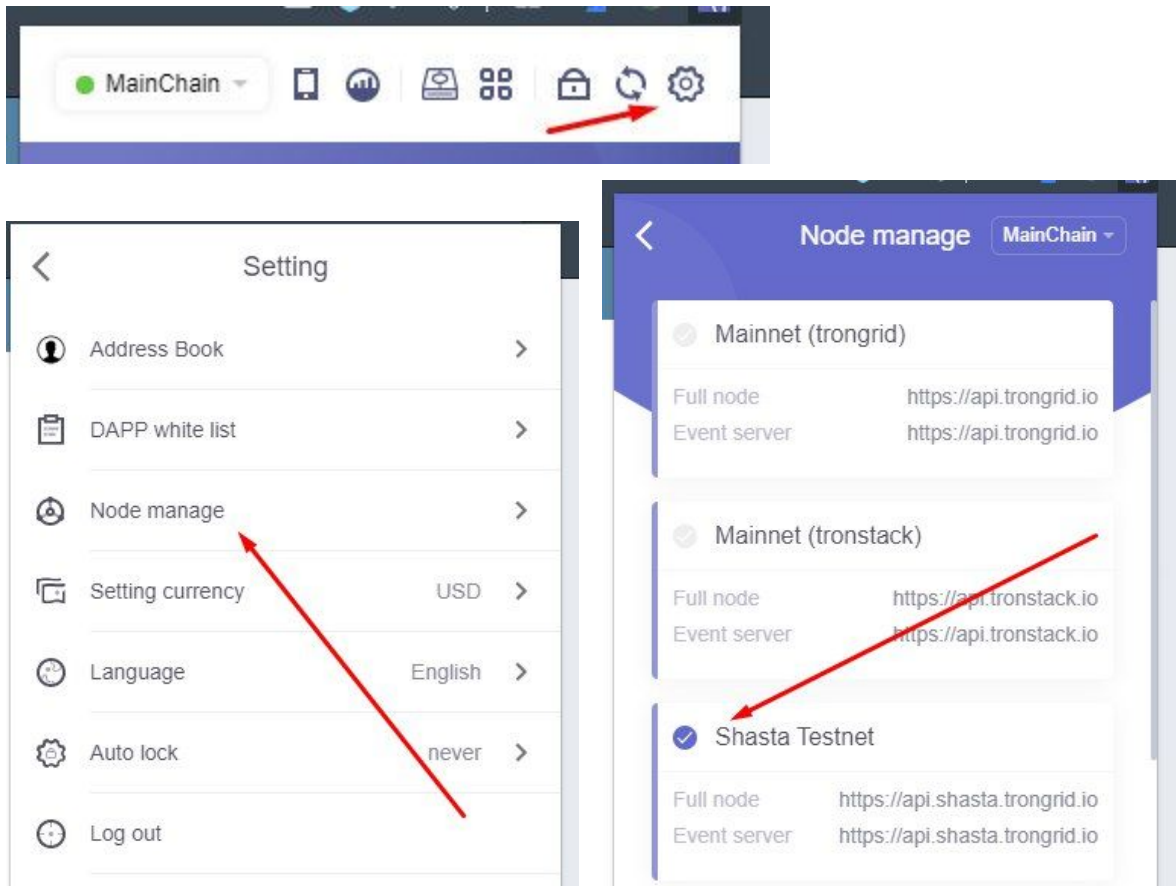 MainChain
Setting
Address Book
DAPP white list
Node manage
Setting currency USD
Language English
Auto lock never
Log out
Node manage MainChain
Mainnet (trongrid)
Full node https://api.trongrid.io
Event server https://api.trongrid.io
Mainnet (tronstack)
Full node https://api.tronstack.io
Event server https://api.tronstack.io
Shasta Testnet
Full node https://api.shasta.trongrid.io
Event server https://api.shasta.trongrid.io